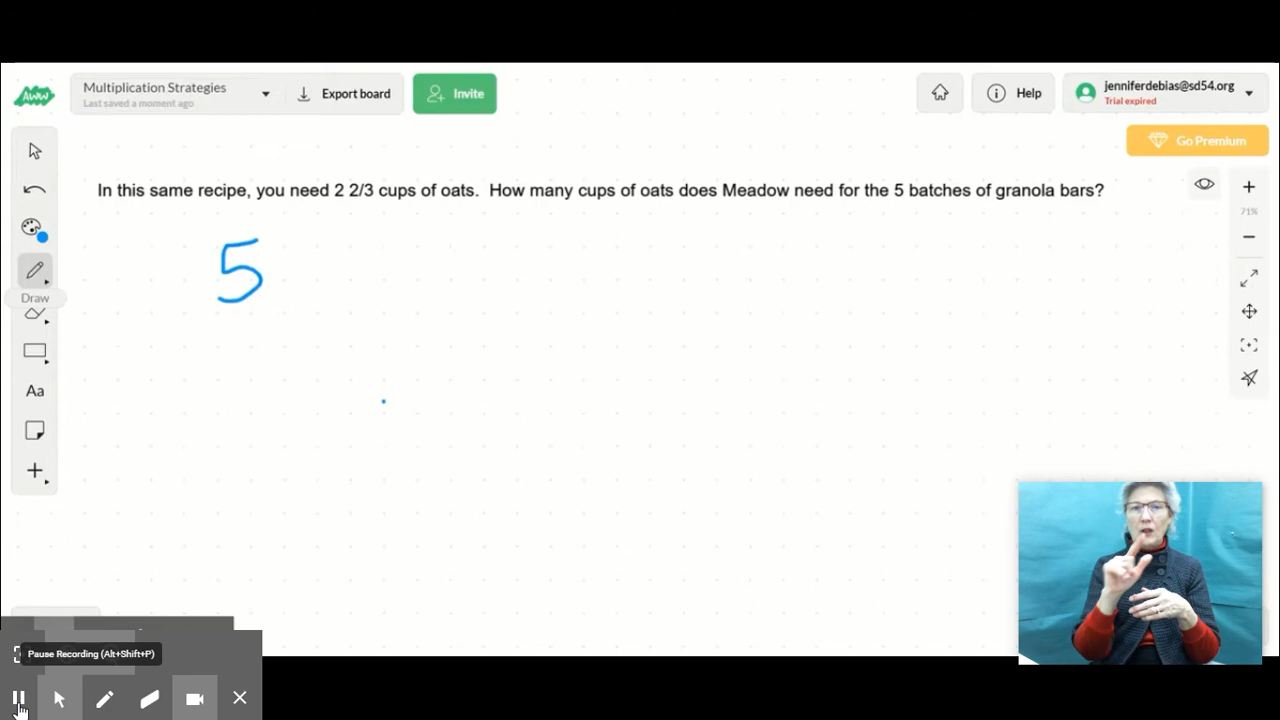 AWW
Multiplication Strategies
Last saved a moment ago
Export board
Invite
Help
jenniferdebias@sd54.org
Trial expired
Go Premium
In this same recipe, you need 2 2/3 cups of oats.  How many cups of oats does Meadow need for the 5 batches of granola bars?
71%
5
Draw
Aa
Pause Recording (Alt+Shift+P)